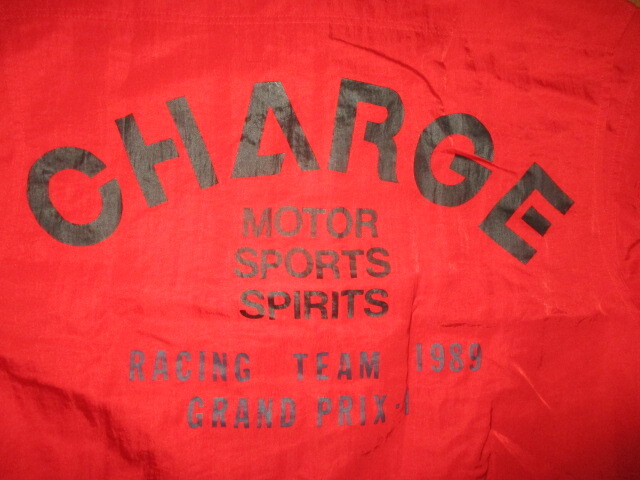 CHARGE
MOTOR
SPORTS
SPIRITS
RACING TEAM 1989
GRAND PRIX